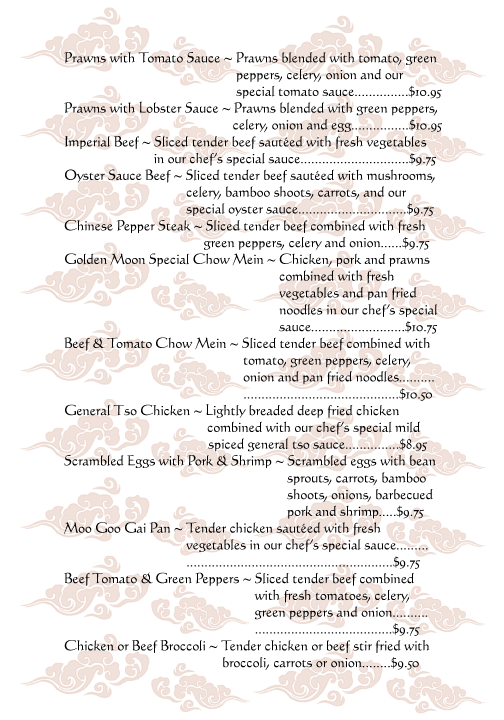 Prawns with Tomato Sauce ~ Prawns blended with tomato, green
peppers, celery, onion and our
special tomato sauce...............$10.95
Prawns with Lobster Sauce ~ Prawns blended with green peppers,
celery, onion and egg................$10.95
Imperial Beef ~ Sliced tender beef sautéed with fresh vegetables
in our chef's special sauce..............................$9.75
Oyster Sauce Beef ~ Sliced tender beef sautéed with mushrooms,
celery, bamboo shoots, carrots, and our
special oyster sauce..............................$9.75
Chinese Pepper Steak ~ Sliced tender beef combined with fresh
green peppers, celery and onion......$9.75
Golden Moon Special Chow Mein ~ Chicken, pork and prawns
combined with fresh
vegetables and pan fried
noodles in our chef's special
sauce..........................$10.75
Beef & Tomato Chow Mein ~ Sliced tender beef combined with
tomato, green peppers, celery,
onion and pan fried noodles..........
...........................................$10.50
General Tso Chicken ~ Lightly breaded deep fried chicken
combined with our chef's special mild
spiced general tso sauce...............$8.95
Scrambled Eggs with Pork & Shrimp ~ Scrambled eggs with bean
sprouts, carrots, bamboo
shoots, onions, barbecued
pork and shrimp.....$9.75
Moo Goo Gai Pan ~ Tender chicken sautéed with fresh
vegetables in our chef's special sauce.........
.........................................................$9.75
Beef Tomato & Green Peppers ~ Sliced tender beef combined
with fresh tomatoes, celery,
green peppers and onion..........
......................................$9.75
Chicken or Beef Broccoli ~ Tender chicken or beef stir fried with
broccoli, carrots or onion........$9.50